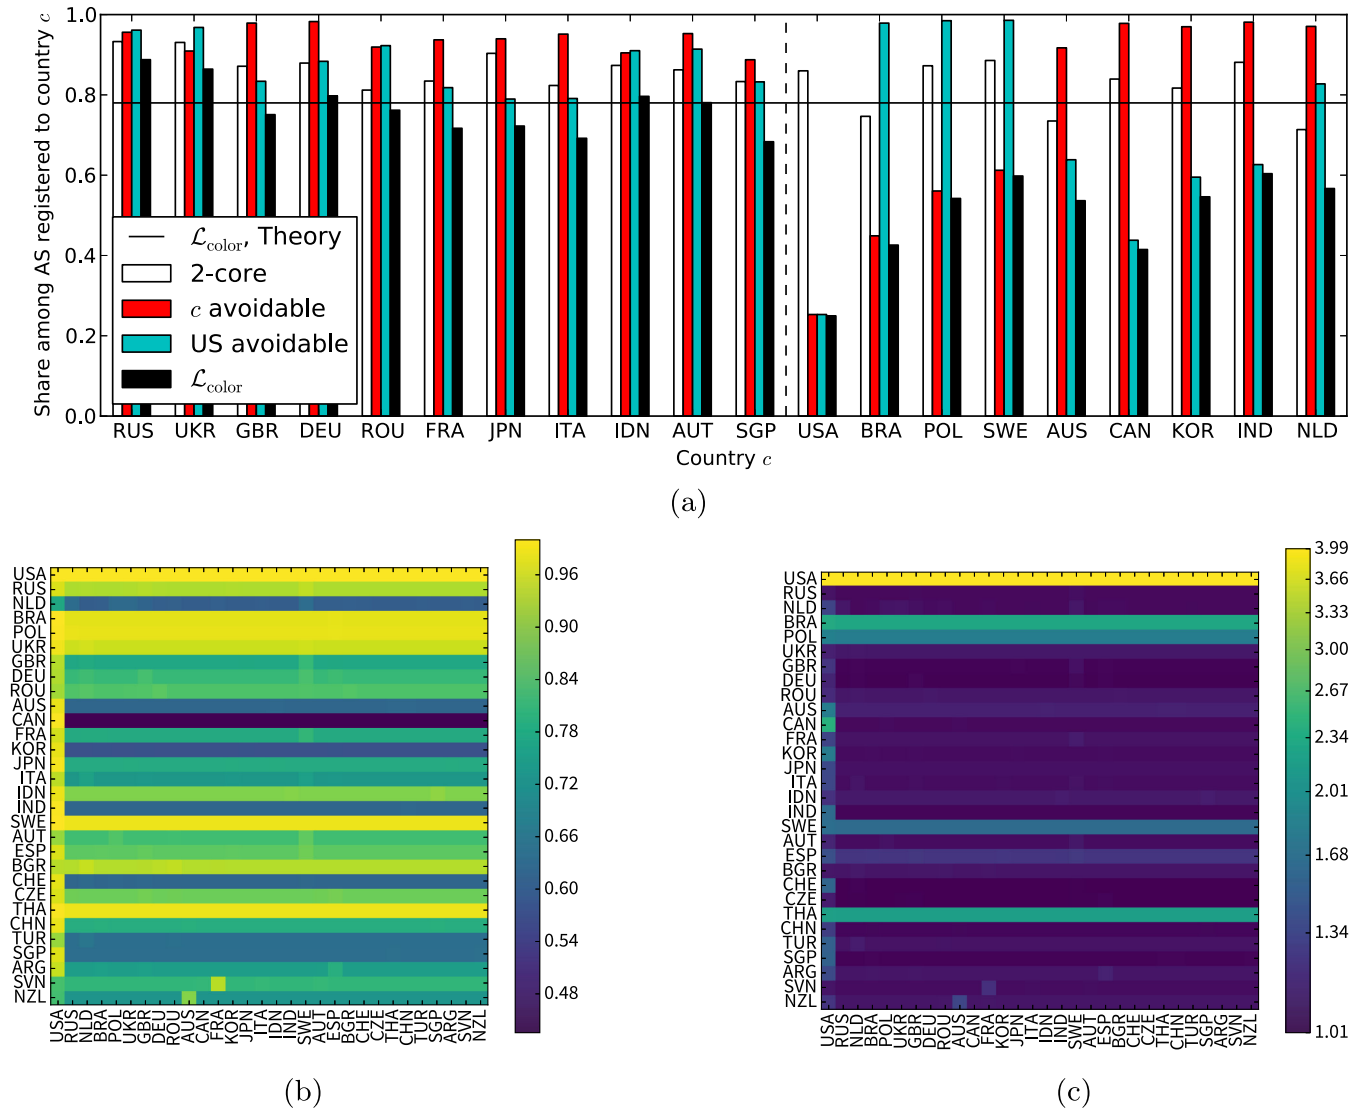 Share among AS registered to country c
1.0
0.8
0.6
0.4
0.2
0.0
ℒcolor, Theory
2-core
c avoidable
US avoidable
ℒcolor
RUS UKR GBR DEU ROU FRA JPN ITA IDN AUT SGP USA BRA POL SWE AUS CAN KOR IND NLD
Country c
(a)
USA
RUS
NLD
BRA
POL
UKR
GBR
DEU
ROU
AUS
CAN
FRA
KOR
JPN
ITA
IDN
IND
SWE
AUT
ESP
BGR
CHE
CZE
THA
CHN
TUR
SGP
ARG
SVN
NZL
USA RUS NLD BRA POL UKR GBR DEU ROU AUS CAN FRA KOR JPN ITA IDN IND SWE AUT ESP BGR CHE CZE THA CHN TUR SGP ARG SVN NZL
0.96
0.90
0.84
0.78
0.72
0.66
0.60
0.54
0.48
(b)
USA
RUS
NLD
BRA
POL
UKR
GBR
DEU
ROU
AUS
CAN
FRA
KOR
JPN
ITA
IDN
IND
SWE
AUT
ESP
BGR
CHE
CZE
THA
CHN
TUR
SGP
ARG
SVN
NZL
USA RUS NLD BRA POL UKR GBR DEU ROU AUS CAN FRA KOR JPN ITA IDN IND SWE AUT ESP BGR CHE CZE THA CHN TUR SGP ARG SVN NZL
3.99
3.66
3.33
3.00
2.67
2.34
2.01
1.68
1.34
1.01
(c)